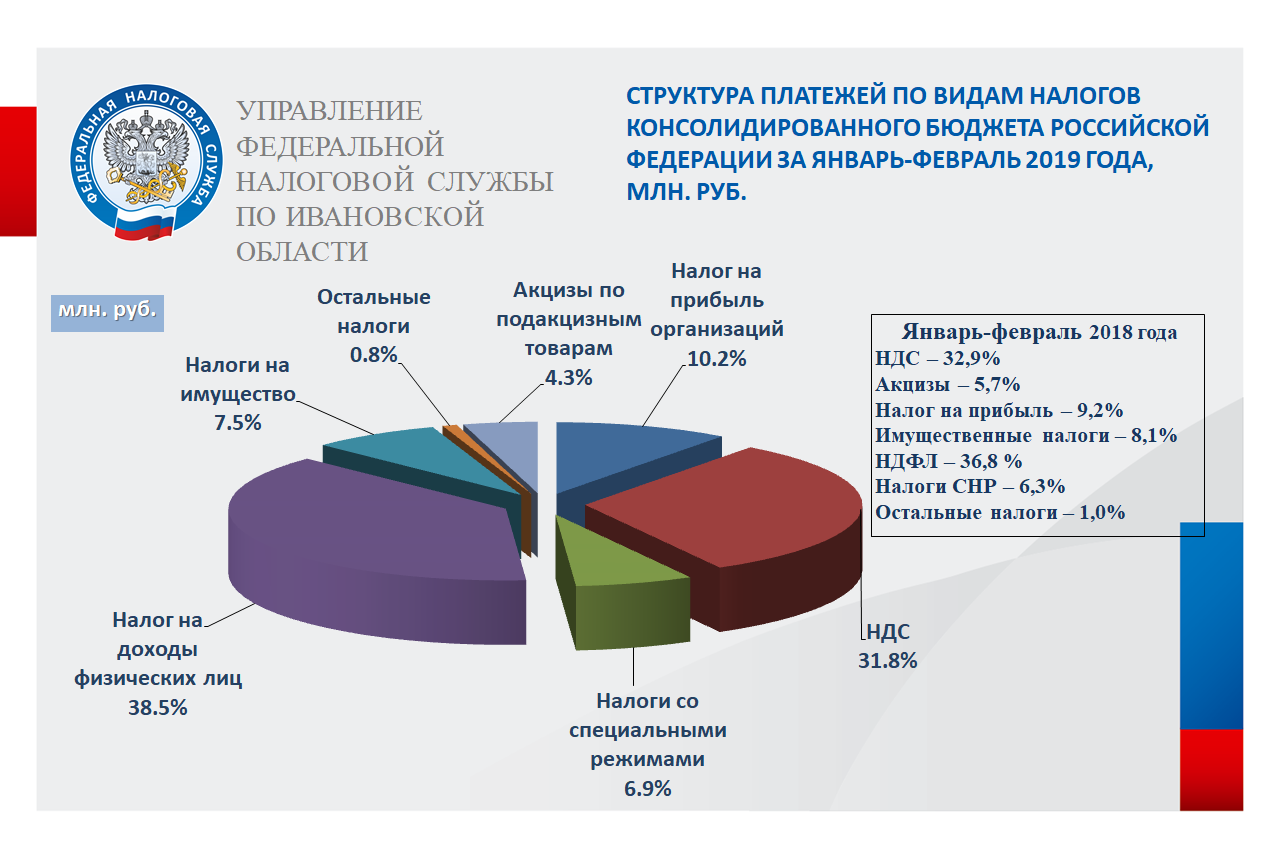 ФЕДЕРАЛЬНАЯ НАЛОГОВАЯ СЛУЖБА
УПРАВЛЕНИЕ
ФЕДЕРАЛЬНОЙ
НАЛОГОВОЙ СЛУЖБЫ
ПО ИВАНОВСКОЙ
ОБЛАСТИ
СТРУКТУРА ПЛАТЕЖЕЙ ПО ВИДАМ НАЛОГОВ
КОНСОЛИДИРОВАННОГО БЮДЖЕТА РОССИЙСКОЙ
ФЕДЕРАЦИИ ЗА ЯНВАРЬ-ФЕВРАЛЬ 2019 ГОДА,
МЛН. РУБ.
млн. руб.
Остальные
налоги
0.8%
Акцизы по
подакцизным
товарам
4.3%
Налог на
прибыль
организаций
10.2%
Налоги на
имущество
7.5%
Январь-февраль 2018 года
НДС – 32,9%
Акцизы – 5,7%
Налог на прибыль – 9,2%
Имущественные налоги – 8,1%
НДФЛ – 36,8 %
Налоги СНР – 6,3%
Остальные налоги – 1,0%
Налог на
доходы
физических лиц
38.5%
НДС
31.8%
Налоги со
специальными
режимами
6.9%